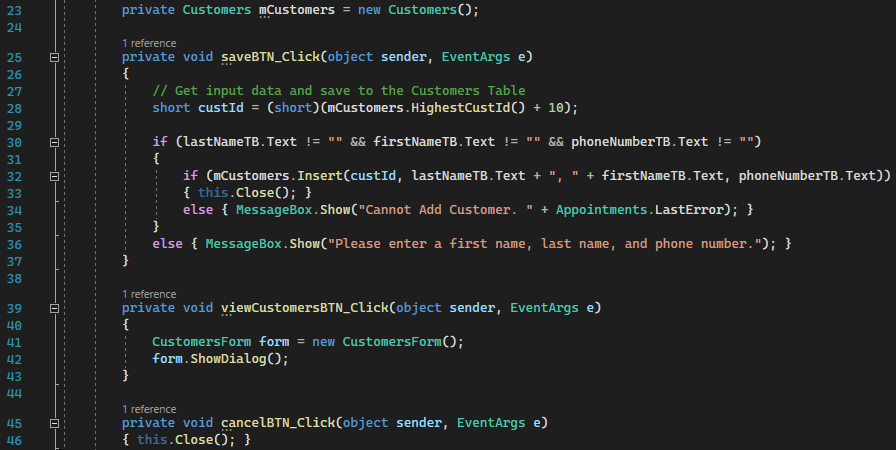 23 private Customers mCustomers = new Customers();
24
1 reference
25 private void saveBTN_Click(object sender, EventArgs e)
26 {
27 // Get input data and save to the Customers Table
28 short custId = (short)(mCustomers.HighestCustId() + 10);
29
30 if (lastNameTB.Text != "" && firstNameTB.Text != "" && phoneNumberTB.Text != "")
31 {
32 if (mCustomers.Insert(custId, lastNameTB.Text + ", " + firstNameTB.Text, phoneNumberTB.Text))
33 { this.Close(); }
34 else { MessageBox.Show("Cannot Add Customer. " + Appointments.LastError); }
35 }
36 else { MessageBox.Show("Please enter a first name, last name, and phone number."); }
37 }
38
1 reference
39 private void viewCustomersBTN_Click(object sender, EventArgs e)
40 {
41 CustomersForm form = new CustomersForm();
42 form.ShowDialog();
43 }
44
1 reference
45 private void cancelBTN_Click(object sender, EventArgs e)
46 { this.Close(); }